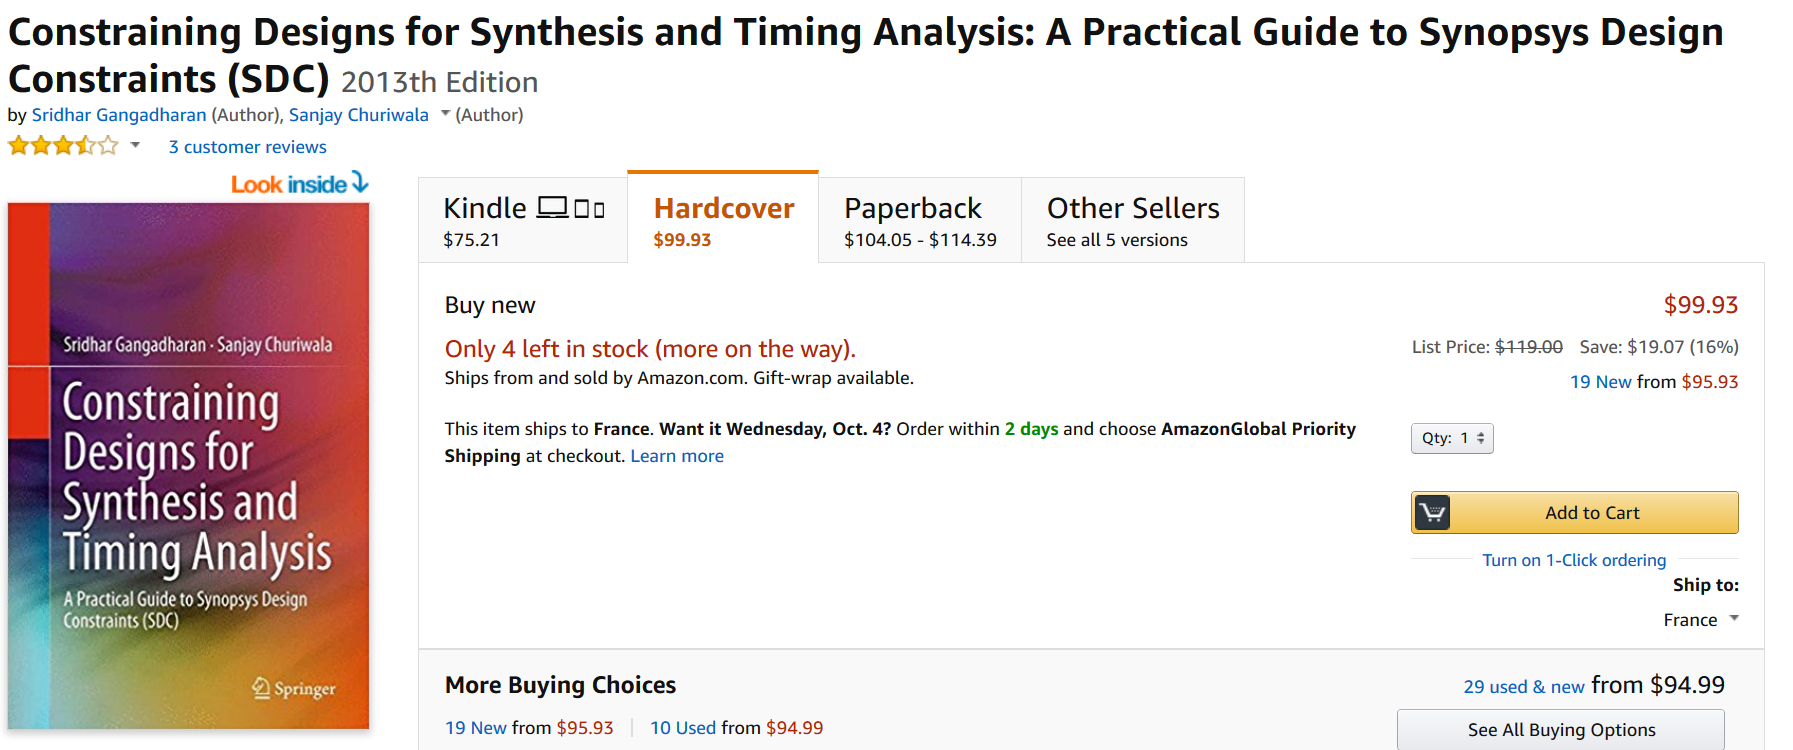 Constraining Designs for Synthesis and Timing Analysis: A Practical Guide to Synopsys Design
Constraints (SDC) 2013th Edition
by Sridhar Gangadharan (Author), Sanjay Churiwala (Author)
3 customer reviews
Look inside
Sridhar Gangadharan · Sanjay Churiwala
Constraining
Designs for
Synthesis and
Timing Analysis
A Practical Guide to Synopsys Design
Constraints (SDC)
Springer
Kindle
$75.21
Hardcover
$99.93
Paperback
$104.05 - $114.39
Other Sellers
See all 5 versions
Buy new
$99.93
Only 4 left in stock (more on the way).
List Price: $119.00 Save: $19.07 (16%)
Ships from and sold by Amazon.com. Gift-wrap available.
19 New from $95.93
This item ships to France. Want it Wednesday, Oct. 4? Order within 2 days and choose AmazonGlobal Priority
Shipping at checkout. Learn more
Qty: 1
Add to Cart
Turn on 1-Click ordering
Ship to:
France
More Buying Choices
29 used & new from $94.99
19 New from $95.93 | 10 Used from $94.99
See All Buying Options